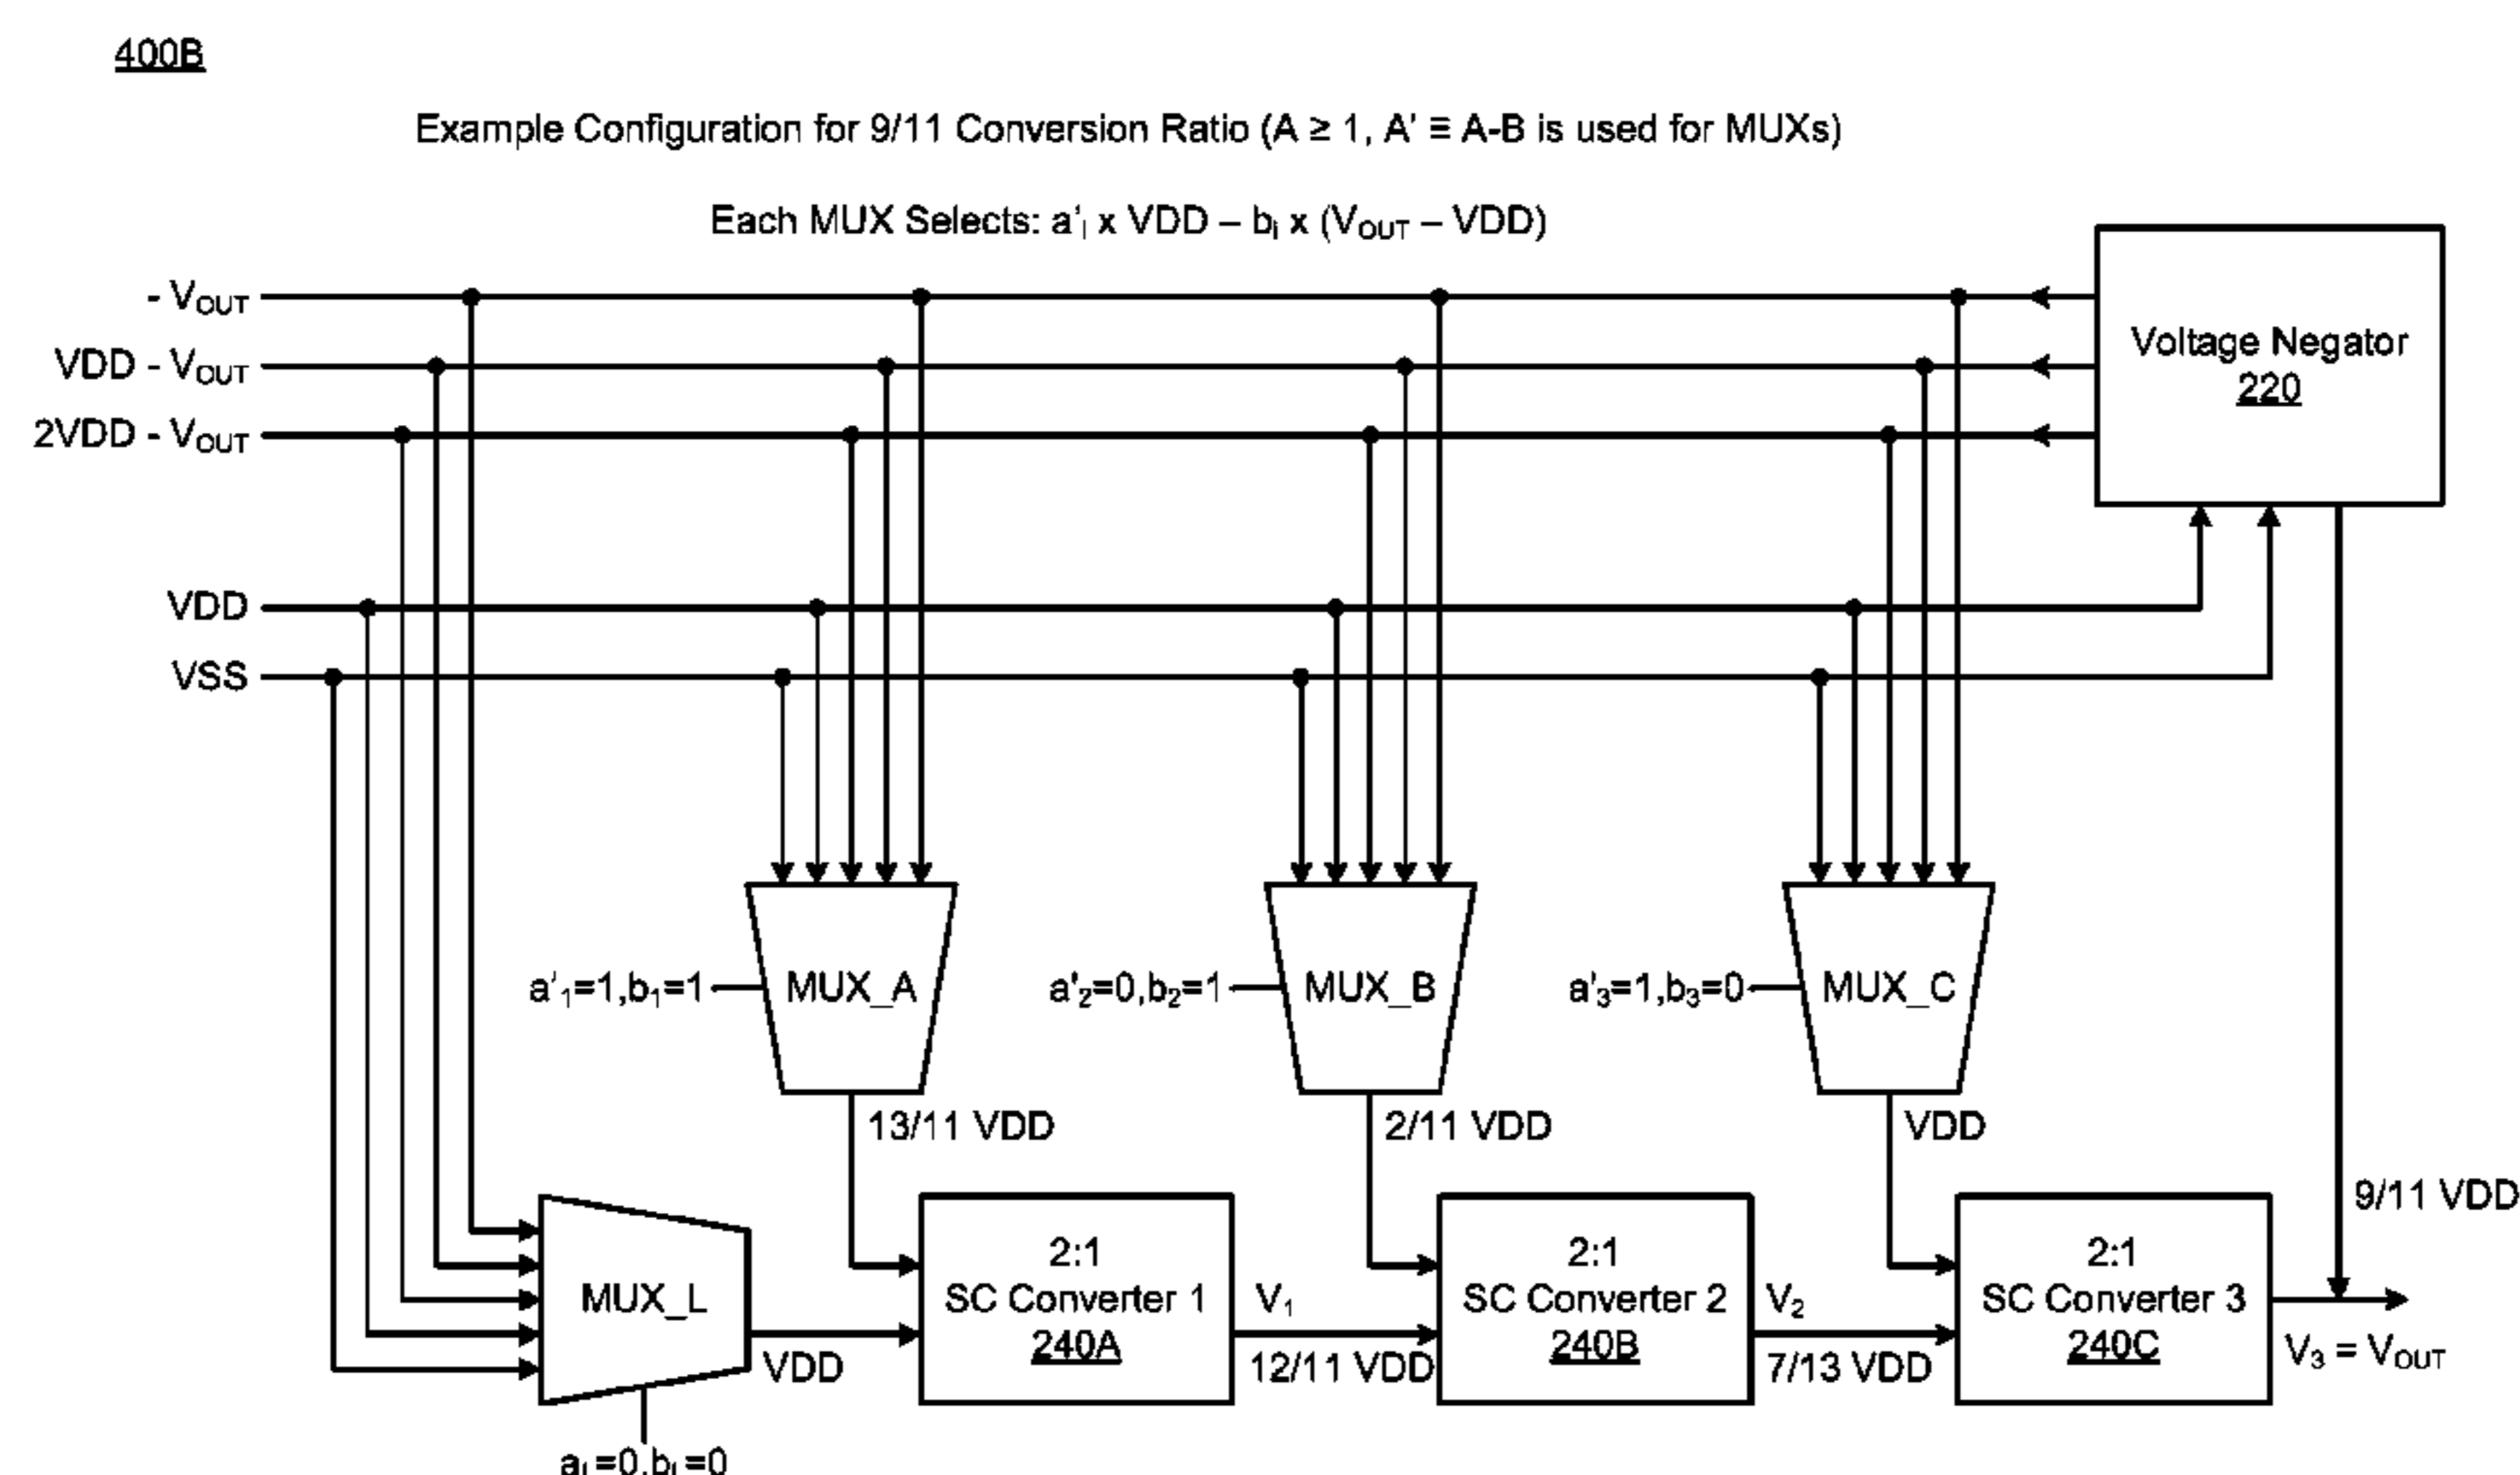 400B
Example Configuration for 9/11 Conversion Ratio (A ≥ 1, A' ≡ A-B is used for MUXs)
Each MUX Selects: a'i x VDD – bi x (VOUT – VDD)
- VOUT
VDD - VOUT
2VDD - VOUT
Voltage Negator
220
VDD
VSS
a'1=1,b1=1
MUX_A
a'2=0,b2=1
MUX_B
a'3=1,b3=0
MUX_C
13/11 VDD
2/11 VDD
VDD
9/11 VDD
MUX_L
VDD
2:1
SC Converter 1
240A
V1
12/11 VDD
2:1
SC Converter 2
240B
V2
7/13 VDD
2:1
SC Converter 3
240C
V3 = VOUT
aL=0,bL=0